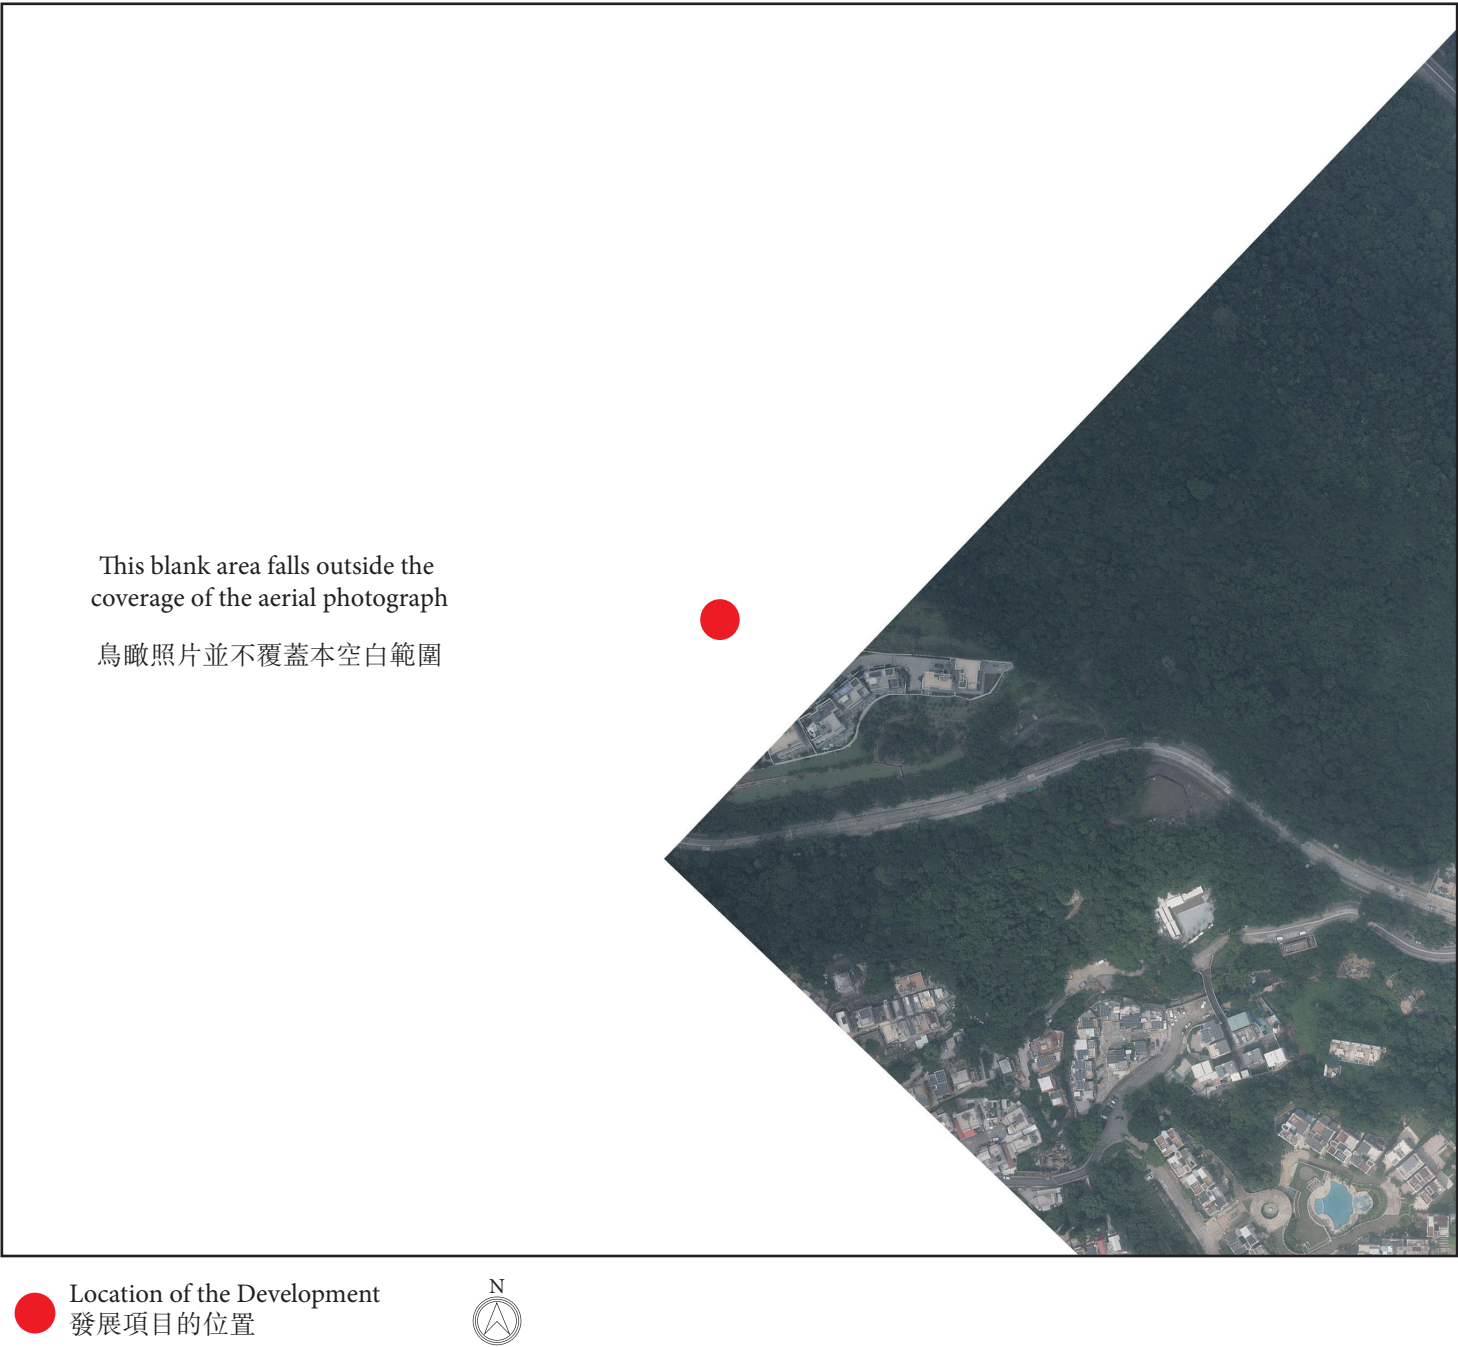 This blank area falls outside the
coverage of the aerial photograph
鳥瞰照片並不覆蓋本空白範圍
Location of the Development
發展項目的位置
N